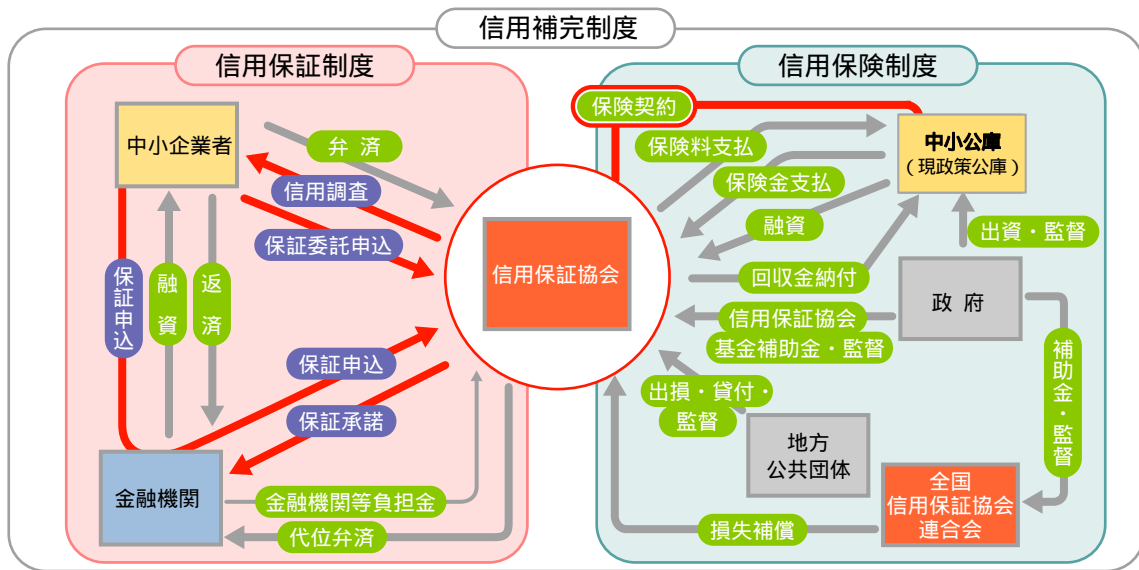 信用補完制度
信用保証制度
信用保険制度
中小企業者
弁済
信用調査
保証委託申込
保証申込
融資
返済
保証申込
保証承諾
金融機関
金融機関等負担金
代位弁済
信用保証協会
保険契約
保険料支払
保険金支払
融資
回収金納付
中小公庫
（現政策公庫）
出資・監督
政府
信用保証協会
基金補助金・監督
補助金・監督
出損・貸付・
監督
地方
公共団体
全国
信用保証協会
連合会
損失補償